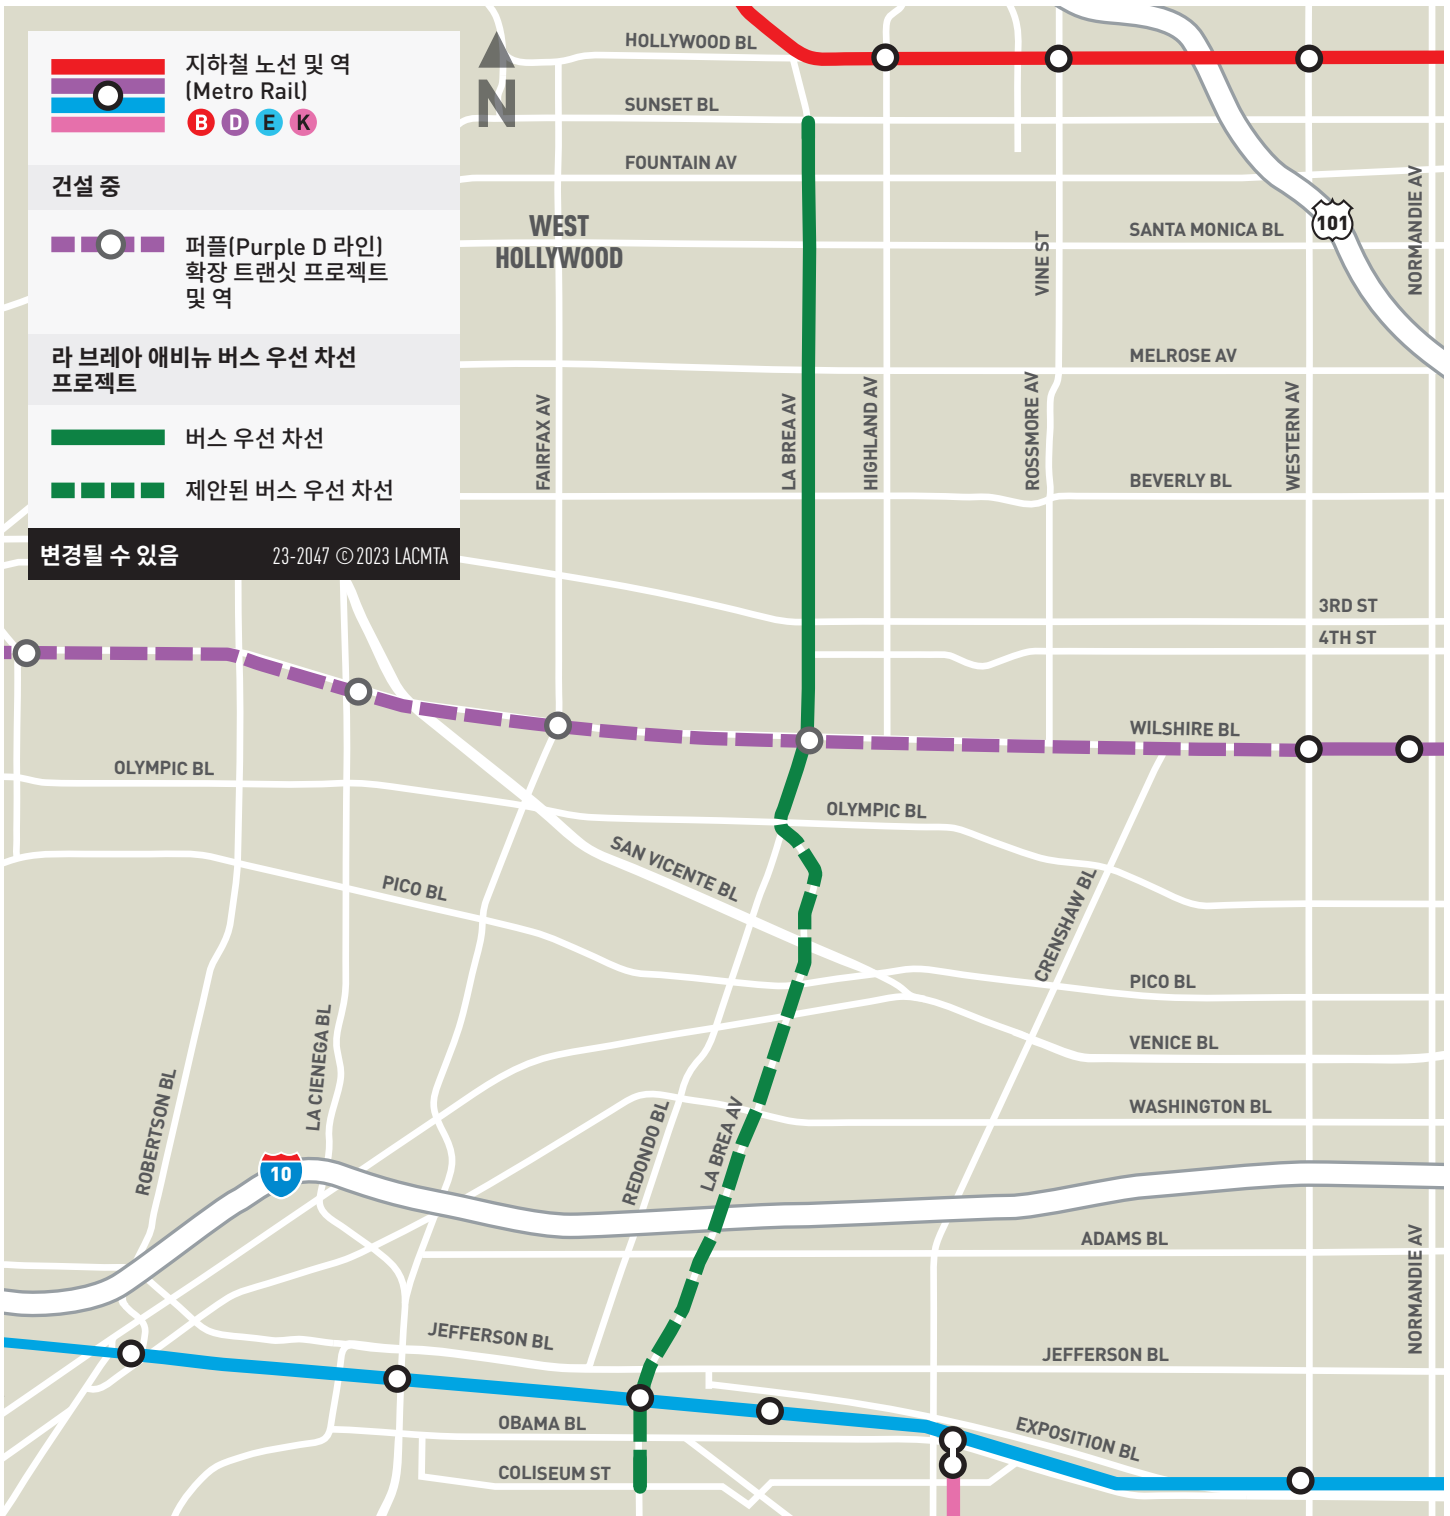 지하철 노선 및 역
(Metro Rail)
B D E K
건설 중
퍼플(Purple D 라인)
확장 트랜싯 프로젝트
및 역
라 브레아 애비뉴 버스 우선 차선
프로젝트
버스 우선 차선
제안된 버스 우선 차선
변경될 수 있음
23-2047 ©2023 LACMTA
N
HOLLYWOOD BL
SUNSET BL
FOUNTAIN AV
WEST
HOLLYWOOD
SANTA MONICA BL
101
NORMANDIE AV
VINE ST
MELROSE AV
FAIRFAX AV
LA BREA AV
HIGHLAND AV
ROSSMORE AV
WESTERN AV
BEVERLY BL
3RD ST
4TH ST
WILSHIRE BL
OLYMPIC BL
OLYMPIC BL
SAN VICENTE BL
PICO BL
CRENSHAW BL
PICO BL
VENICE BL
WASHINGTON BL
ROBERTSON BL
LA CIENEGA BL
REDONDO BL
LA BREA AV
10
ADAMS BL
NORMANDIE AV
JEFFERSON BL
JEFFERSON BL
OBAMA BL
EXPOSITION BL
COLISEUM ST